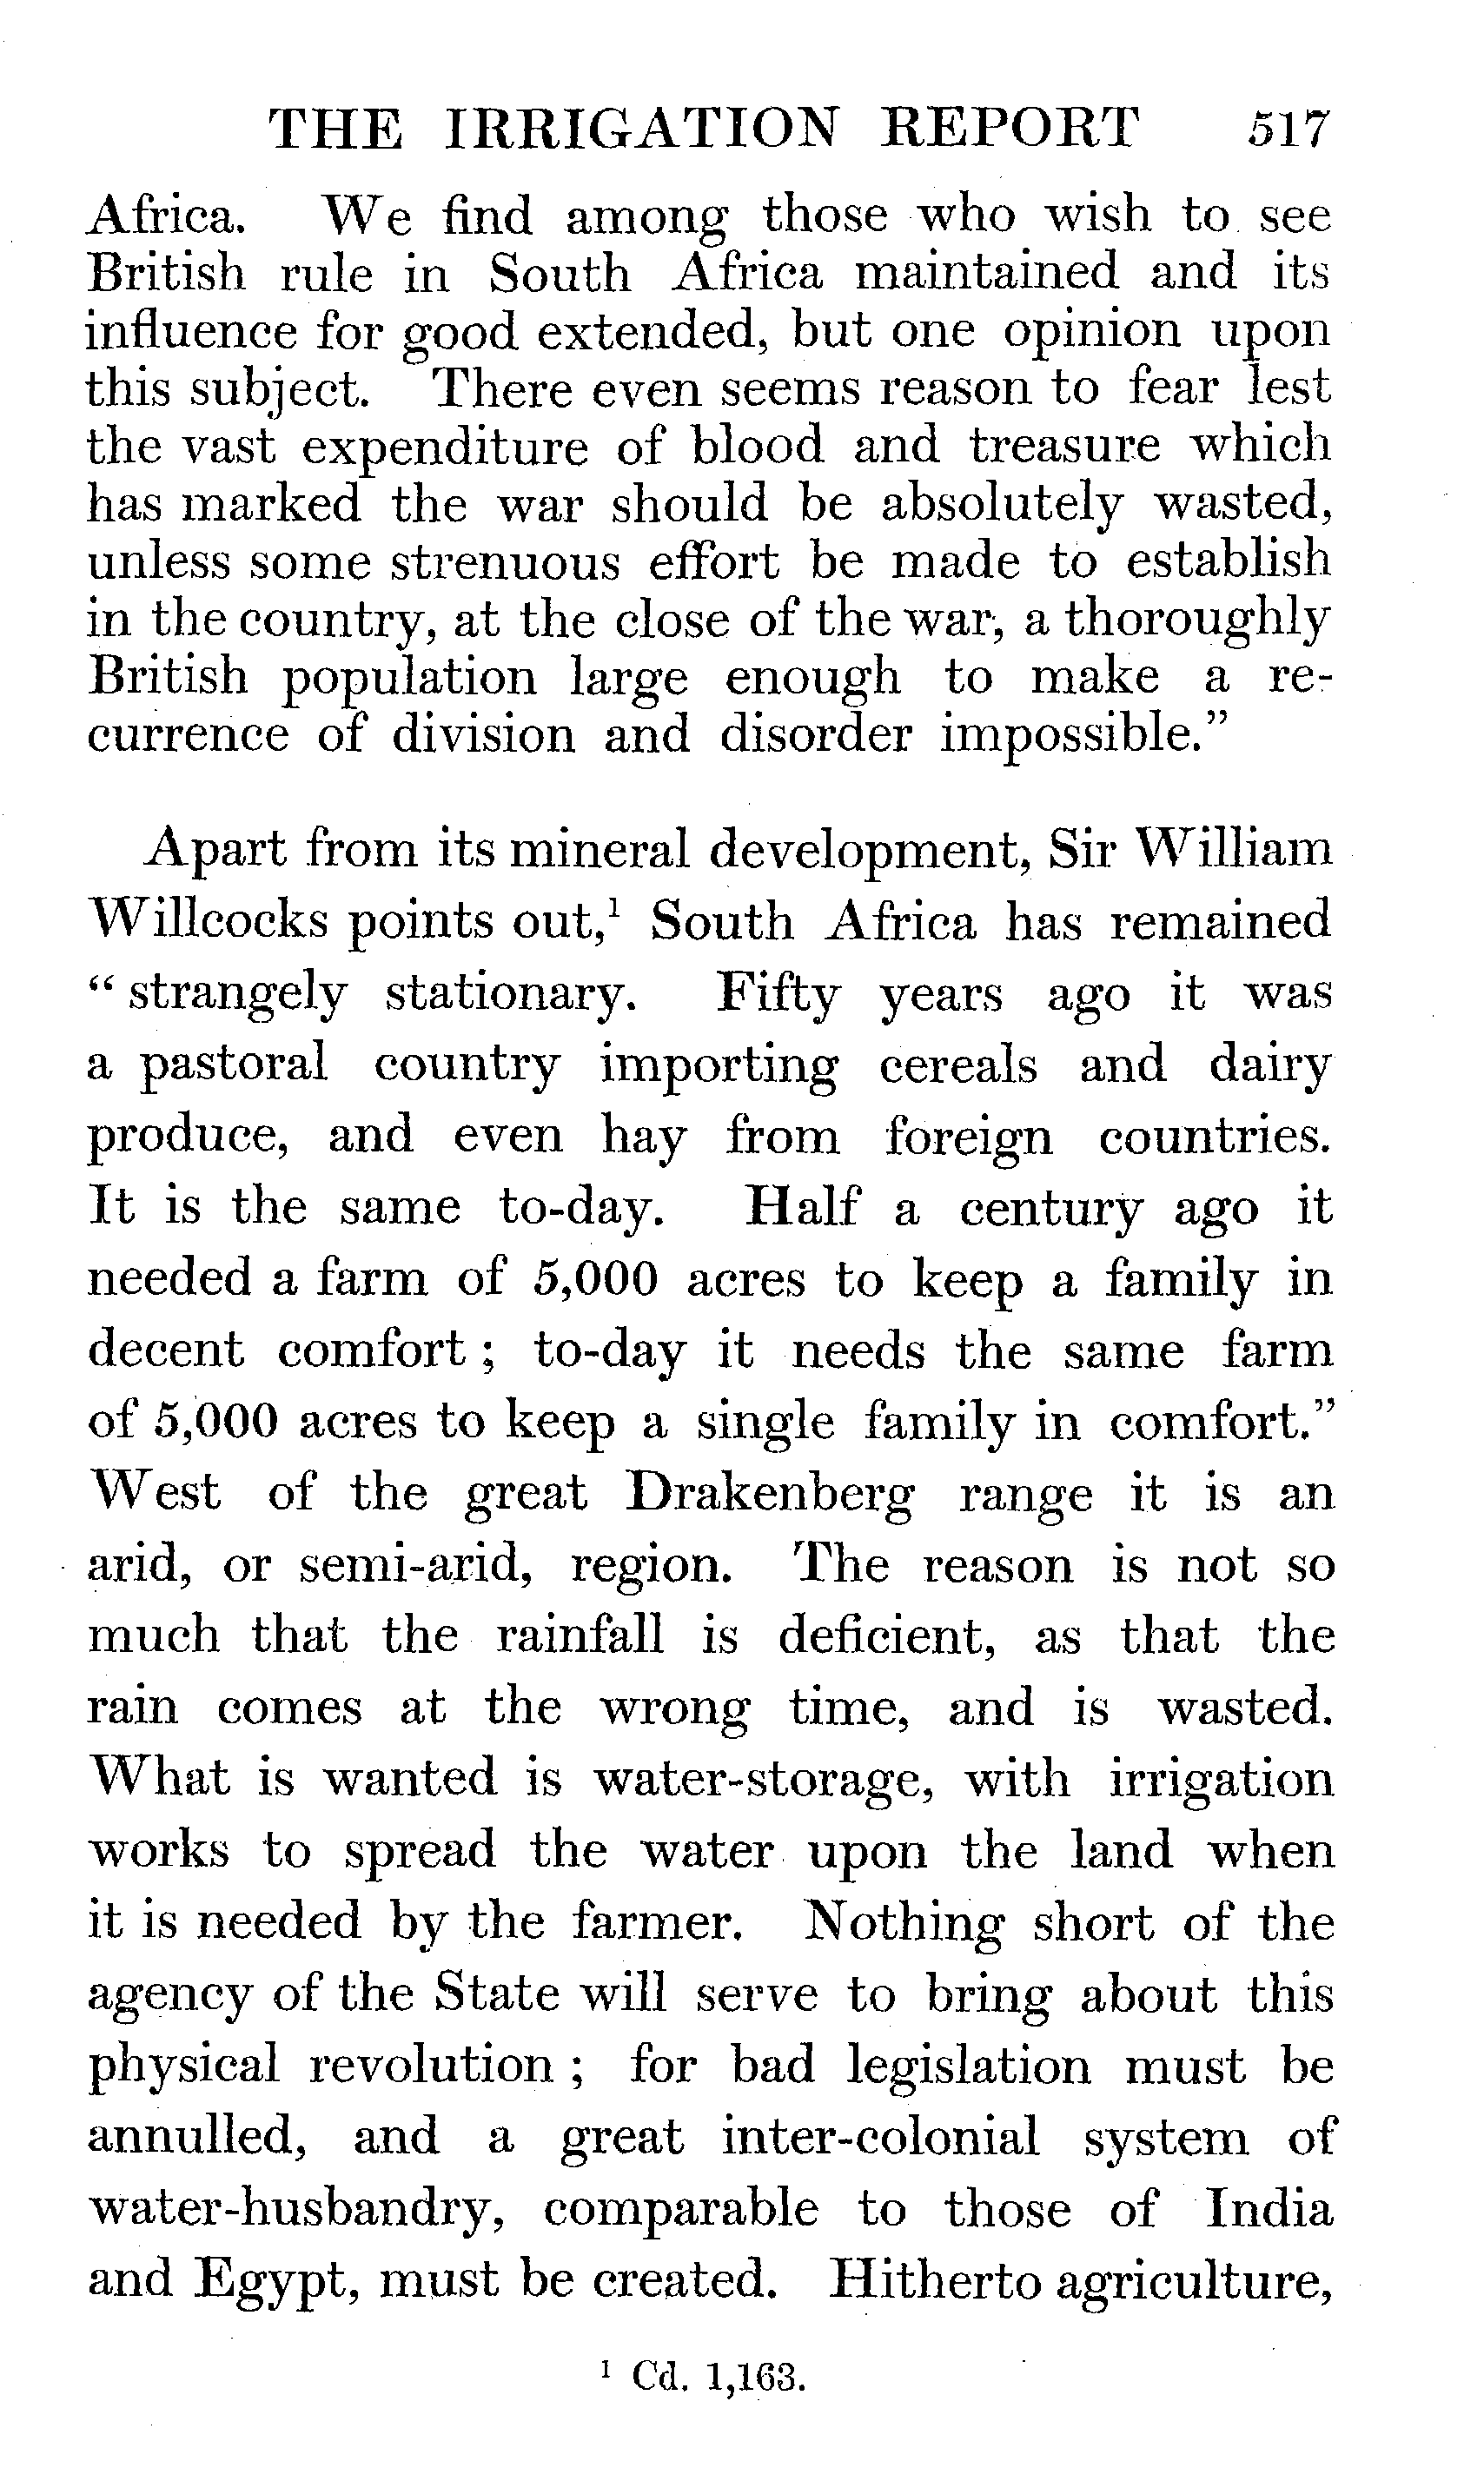 THE IRRIGATION REPORT 517
Africa. We find among those who wish to see
British rule in South Africa maintained and its
influence for good extended, but one opinion upon
this subject. There even seems reason to fear lest
the vast expenditure of blood and treasure which
has marked the war should be absolutely wasted,
unless some strenuous effort be made to establish
in the country, at the close of the war, a thoroughly
British population large enough to make a re-
currence of division and disorder impossible.”
Apart from its mineral development, Sir William
Willcocks points out,¹ South Africa has remained
“ strangely stationary. Fifty years ago it was
a pastoral country importing cereals and dairy
produce, and even hay from foreign countries.
It is the same to-day. Half a century ago it
needed a farm of 5,000 acres to keep a family in
decent comfort ; to-day it needs the same farm
of 5,000 acres to keep a single family in comfort.”
West of the great Drakenberg range it is an
arid, or semi-arid, region. The reason is not so
much that the rainfall is deficient, as that the
rain comes at the wrong time, and is wasted.
What is wanted is water-storage, with irrigation
works to spread the water upon the land when
it is needed by the farmer. Nothing short of the
agency of the State will serve to bring about this
physical revolution ; for bad legislation must be
annulled, and a great inter-colonial system of
water-husbandry, comparable to those of India
and Egypt, must be created. Hitherto agriculture,
¹ Cd. 1,163.